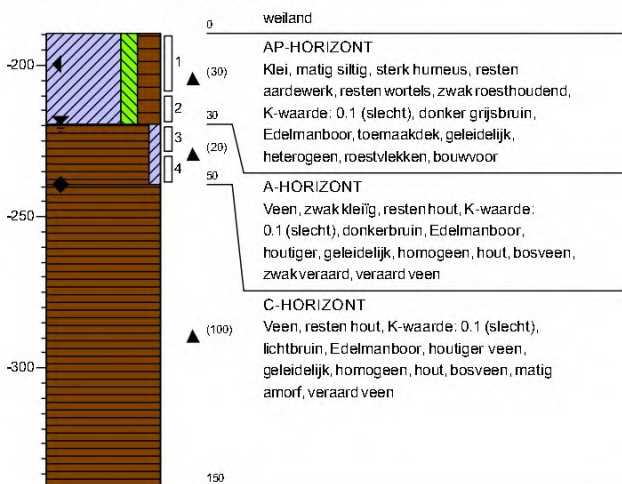 0
weiland
AP-HORIZONT
Klei, matig siltig, sterk humeus, resten
aardewerk, resten wortels, zwak roesthoudend,
K-waarde: 0.1 (slecht), donker grijsbruin,
Edelmanboor, toemaakdek, geleidelijk,
heterogeen, roestvlekken, bouwvoor
-200
1
(30)
2
30
3
(20)
4
50
A-HORIZONT
Veen, zwak kleiïg, resten hout, K-waarde:
0.1 (slecht), donkerbruin, Edelmanboor,
houtiger, geleidelijk, homogeen, hout, bosveen,
zwak veraard, veraard veen
-250
C-HORIZONT
Veen, resten hout, K-waarde: 0.1 (slecht),
lichtbruin, Edelmanboor, houtiger veen,
geleidelijk, homogeen, hout, bosveen, matig
amorf, veraard veen
(100)
-300
150